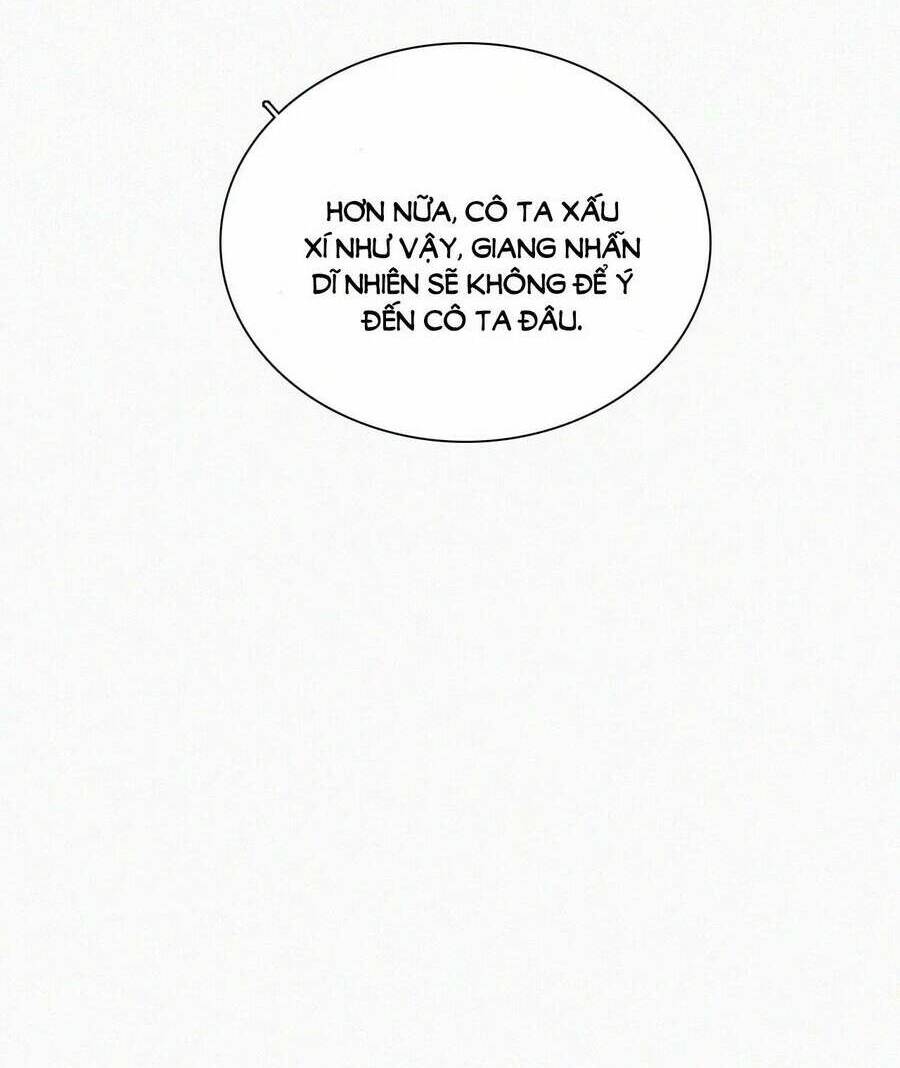 HƠN NỮA, CÔ TA XẤU
XÍ NHƯ VẬY, GIANG NHẪN
DĨ NHIÊN SẼ KHÔNG ĐỂ Ý
ĐẾN CÔ TA ĐÂU.